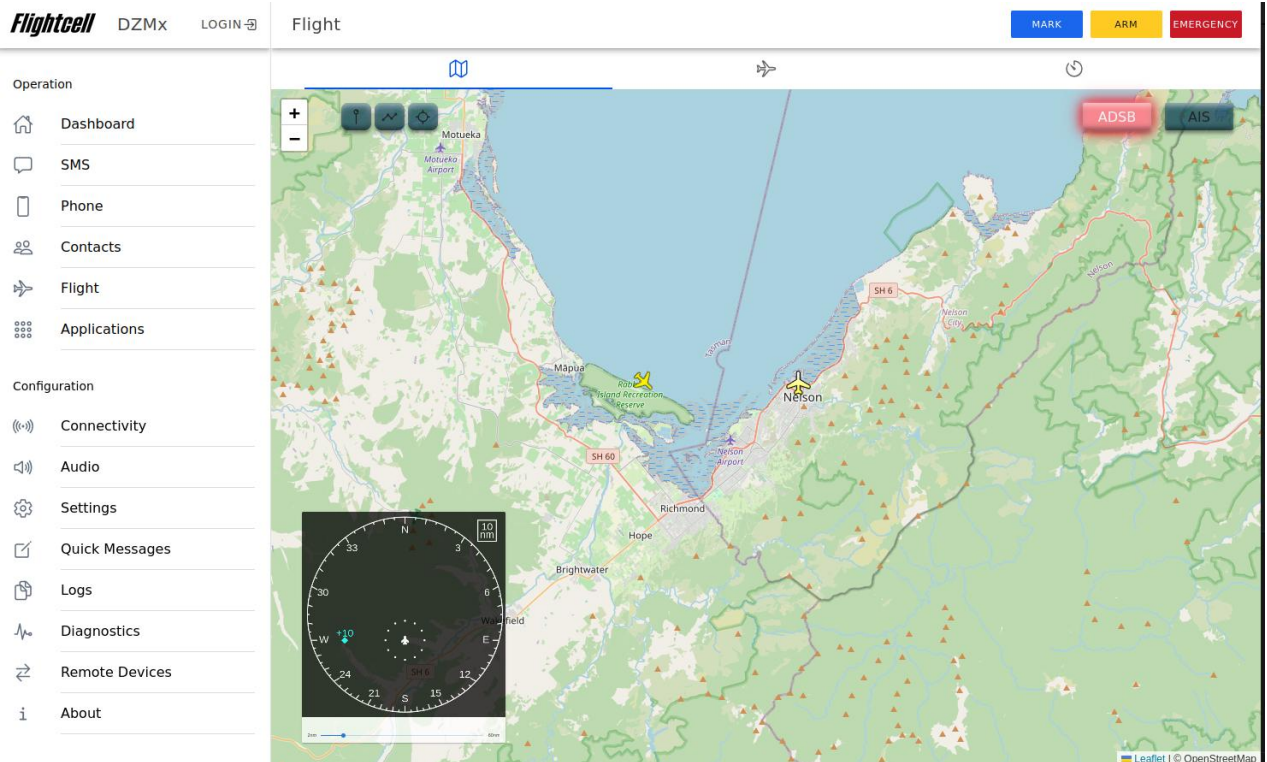 Flightcell DZMx LOGIN
Flight
MARK
ARM
EMERGENCY
Operation
Dashboard
SMS
Phone
Contacts
Flight
Applications
Configuration
Connectivity
Audio
Settings
Quick Messages
Logs
Diagnostics
Remote Devices
About
+
−
ADSB
AIS
Motueka
Motueka
Airport
SH 6
Nelson
Nelson
City
Tasman
Māpua
Island Recreation
Reserve
Nelson
Nelson
Airport
SH 60
Richmond
Hope
Brightwater
SH 6
10
nm
N
33
3
30
6
W
+10
E
24
12
21
15
S
2nm
60nm
Leaflet | © OpenStreetMap